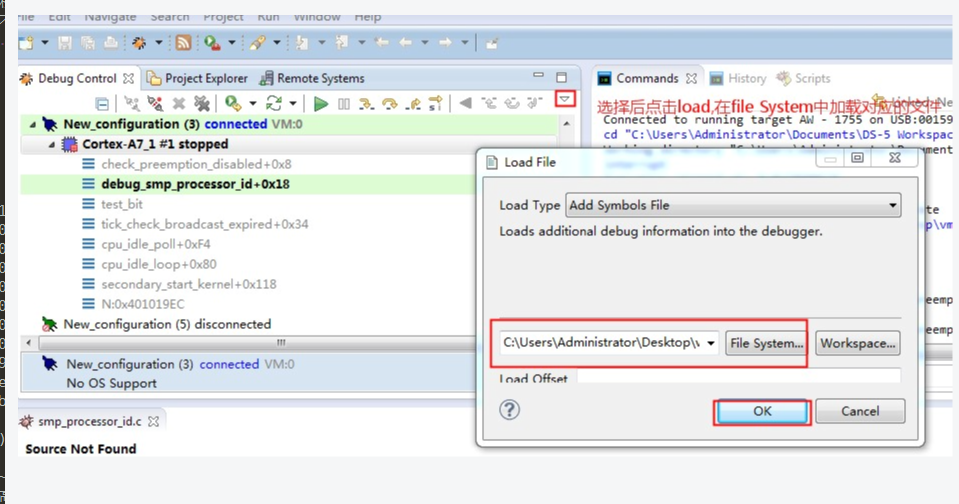 File Edit Navigate Search Project Run Window Help
Debug Control Project Explorer Remote Systems
New_configuration (3) connected VM:0
Cortex-A7_1 #1 stopped
check_preemption_disabled+0x8
debug_smp_processor_id+0x18
test_bit
tick_check_broadcast_expired+0x34
cpu_idle_poll+0xF4
cpu_idle_loop+0x80
secondary_start_kernel+0x118
N:0x401019EC
New_configuration (5) disconnected
New_configuration (3) connected VM:0
No OS Support
smp_processor_id.c
Source Not Found
Commands History Scripts
选择后点击load,在file System中加载对应的文件
Connected to running target AW - 1755 on USB:00159
cd "C:\Users\Administrator\Documents\DS-5 Workspac
Load File
Load Type Add Symbols File
Loads additional debug information into the debugger.
C:\Users\Administrator\Desktop\v File System... Workspace...
Load Offset
? OK Cancel